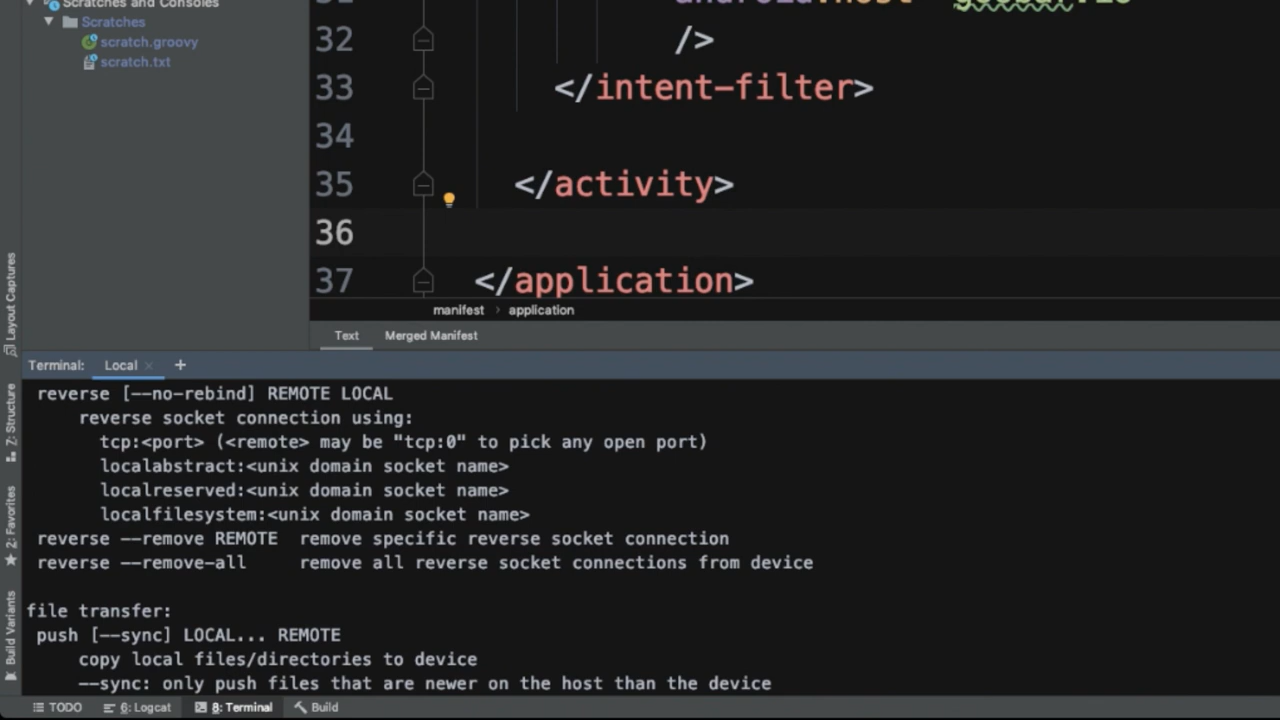 Scratches and Consoles
Scratches
scratch.groovy
scratch.txt
31
32 />
33 </intent-filter>
34
35 </activity>
36
37 </application>
manifest › application
Text Merged Manifest
Layout Captures
Z: Structure
2: Favorites
Build Variants
Terminal: Local × +
reverse [--no-rebind] REMOTE LOCAL
reverse socket connection using:
tcp:<port> (<remote> may be "tcp:0" to pick any open port)
localabstract:<unix domain socket name>
localreserved:<unix domain socket name>
localfilesystem:<unix domain socket name>
reverse --remove REMOTE remove specific reverse socket connection
reverse --remove-all remove all reverse socket connections from device
file transfer:
push [--sync] LOCAL... REMOTE
copy local files/directories to device
--sync: only push files that are newer on the host than the device
TODO 6: Logcat 8: Terminal Build